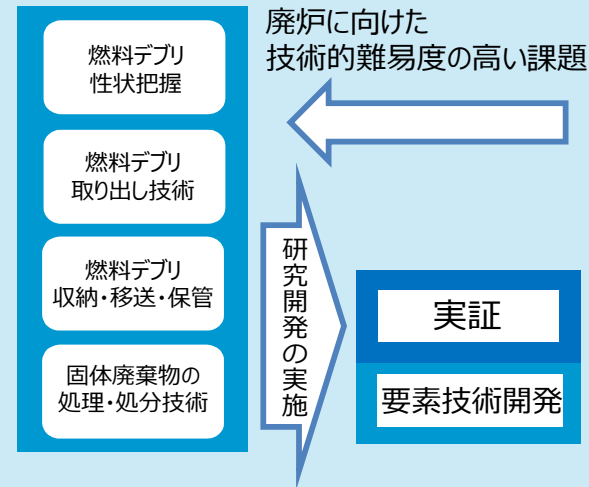 廃炉に向けた
技術的難易度の高い課題
燃料デブリ
性状把握
燃料デブリ
取り出し技術
燃料デブリ
収納・移送・保管
固体廃棄物の
処理・処分技術
研究開発の実施
実証
要素技術開発